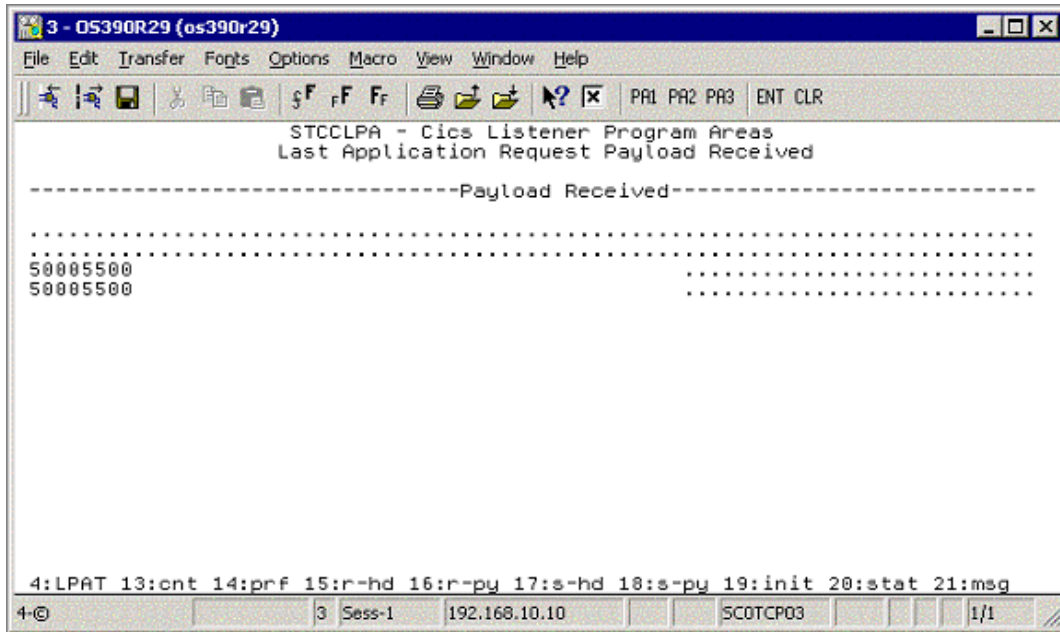 3 - OS390R29 (os390r29)
File Edit Transfer Fonts Options Macro View Window Help
PA1 PA2 PA3 ENT CLR
STCCLPA - Cics Listener Program Areas
Last Application Request Payload Received
---------------------------------Payload Received----------------------------
.............................................................................
.............................................................................
50005500 ...........................
50005500 ...........................
4:LPAT 13:cnt 14:prf 15:r-hd 16:r-py 17:s-hd 18:s-py 19:init 20:stat 21:msg
4-© 3 Sess-1 192.168.10.10 SCOTCP03 1/1